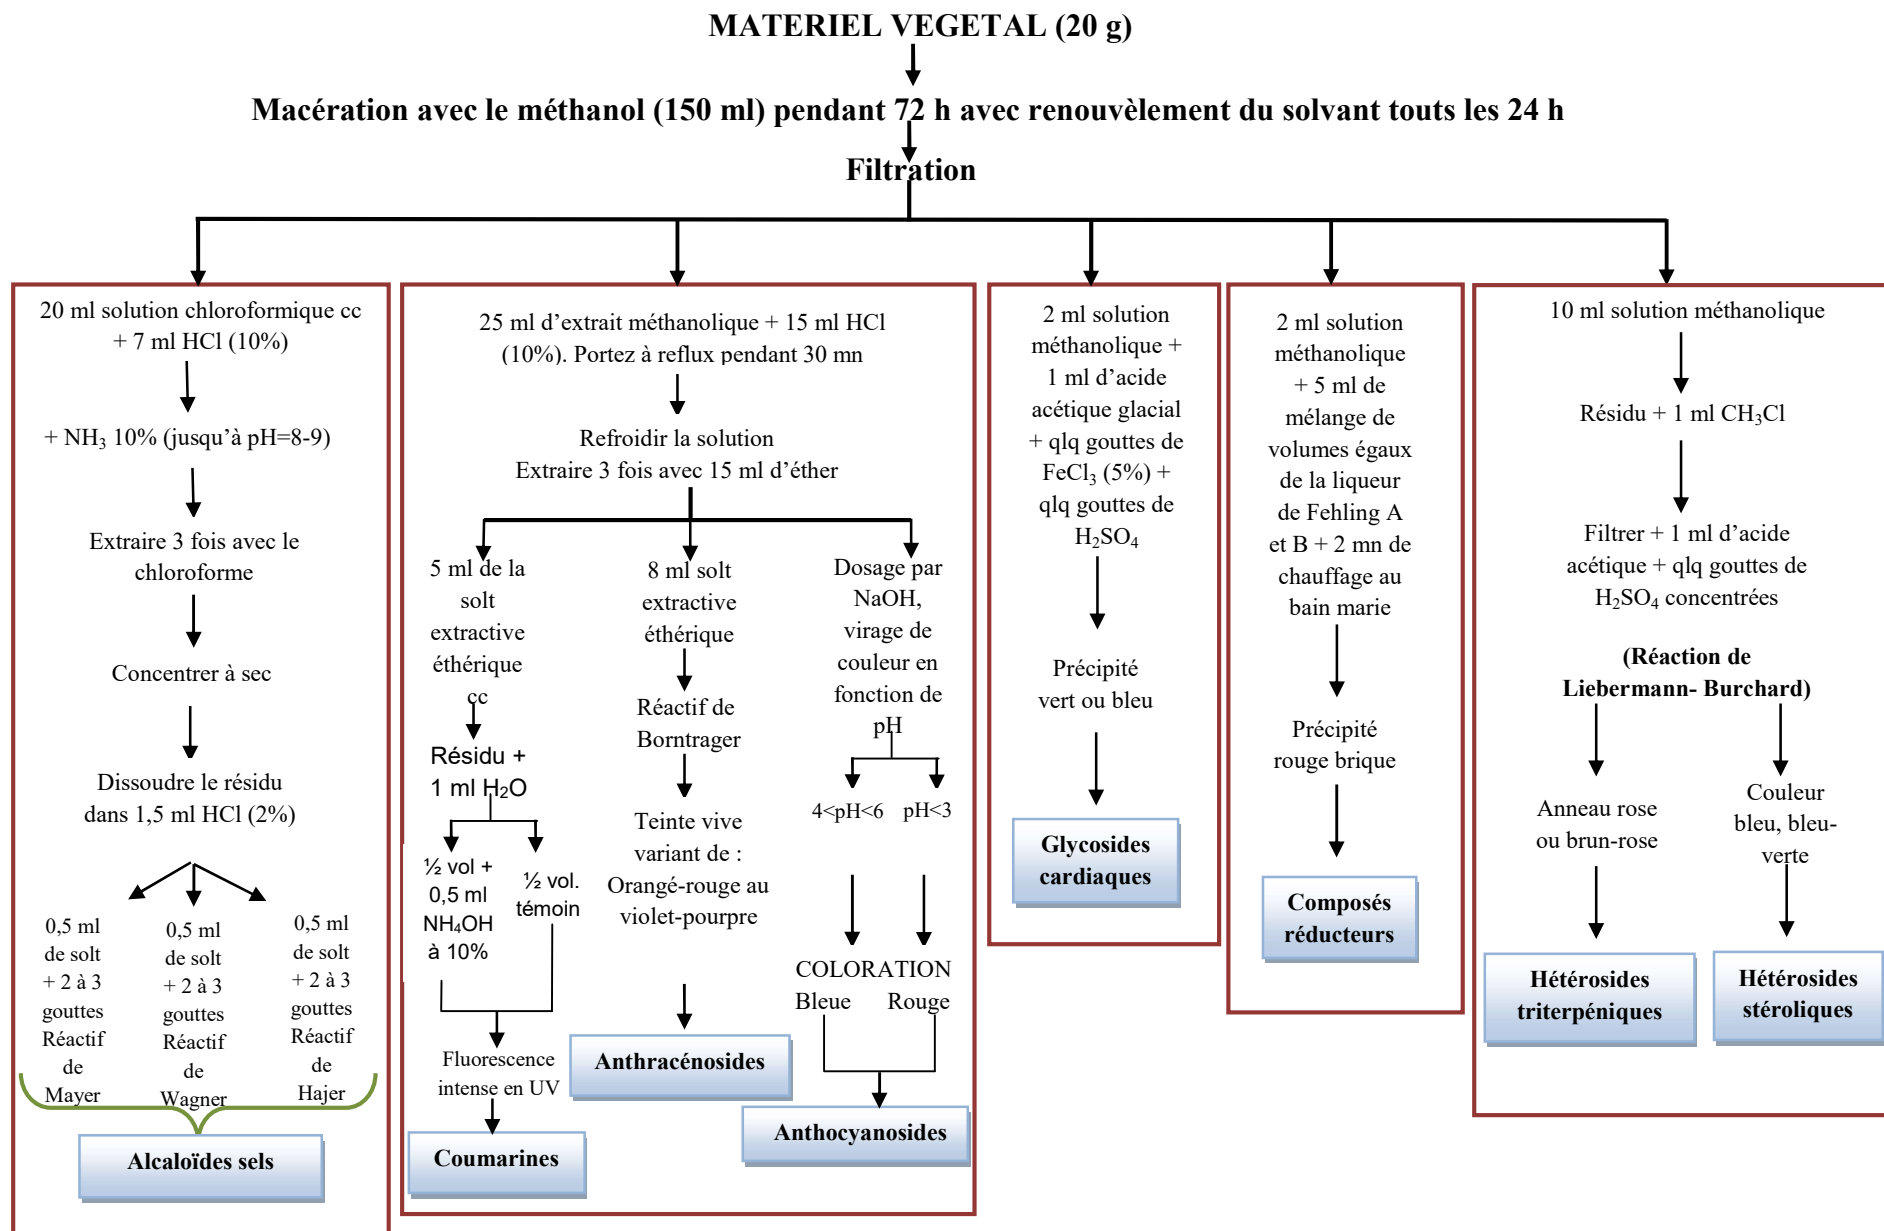 MATERIEL VEGETAL (20 g)
Macération avec le méthanol (150 ml) pendant 72 h avec renouvèlement du solvant touts les 24 h
Filtration
20 ml solution chloroformique cc
+ 7 ml HCl (10%)
+ NH₃ 10% (jusqu'à pH=8-9)
Extraire 3 fois avec le
chloroforme
Concentrer à sec
Dissoudre le résidu
dans 1,5 ml HCl (2%)
0,5 ml
de solt
+ 2 à 3
gouttes
Réactif
de
Mayer
0,5 ml
de solt
+ 2 à 3
gouttes
Réactif
de
Wagner
0,5 ml
de solt
+ 2 à 3
gouttes
Réactif
de
Hajer
Alcaloïdes sels
25 ml d'extrait méthanolique + 15 ml HCl
(10%). Portez à reflux pendant 30 mn
Refroidir la solution
Extraire 3 fois avec 15 ml d'éther
5 ml de la
solt
extractive
éthérique
cc
Résidu +
1 ml H₂O
½ vol +
0,5 ml
NH₄OH
à 10%
½ vol.
témoin
Fluorescence
intense en UV
Coumarines
8 ml solt
extractive
éthérique
Réactif de
Borntrager
Teinte vive
variant de :
Orangé-rouge au
violet-pourpre
Anthracénosides
Dosage par
NaOH,
virage de
couleur en
fonction de
pH
4<pH<6 pH<3
COLORATION
Bleue Rouge
Anthocyanosides
2 ml solution
méthanolique +
1 ml d'acide
acétique glacial
+ qlq gouttes de
FeCl₃ (5%) +
qlq gouttes de
H₂SO₄
Précipité
vert ou bleu
Glycosides
cardiaques
2 ml solution
méthanolique
+ 5 ml de
mélange de
volumes égaux
de la liqueur
de Fehling A
et B + 2 mn de
chauffage au
bain marie
Précipité
rouge brique
Composés
réducteurs
10 ml solution méthanolique
Résidu + 1 ml CH₃Cl
Filtrer + 1 ml d'acide
acétique + qlq gouttes de
H₂SO₄ concentrées
(Réaction de
Liebermann- Burchard)
Anneau rose
ou brun-rose
Hétérosides
triterpéniques
Couleur
bleu, bleu-
verte
Hétérosides
stéroliques